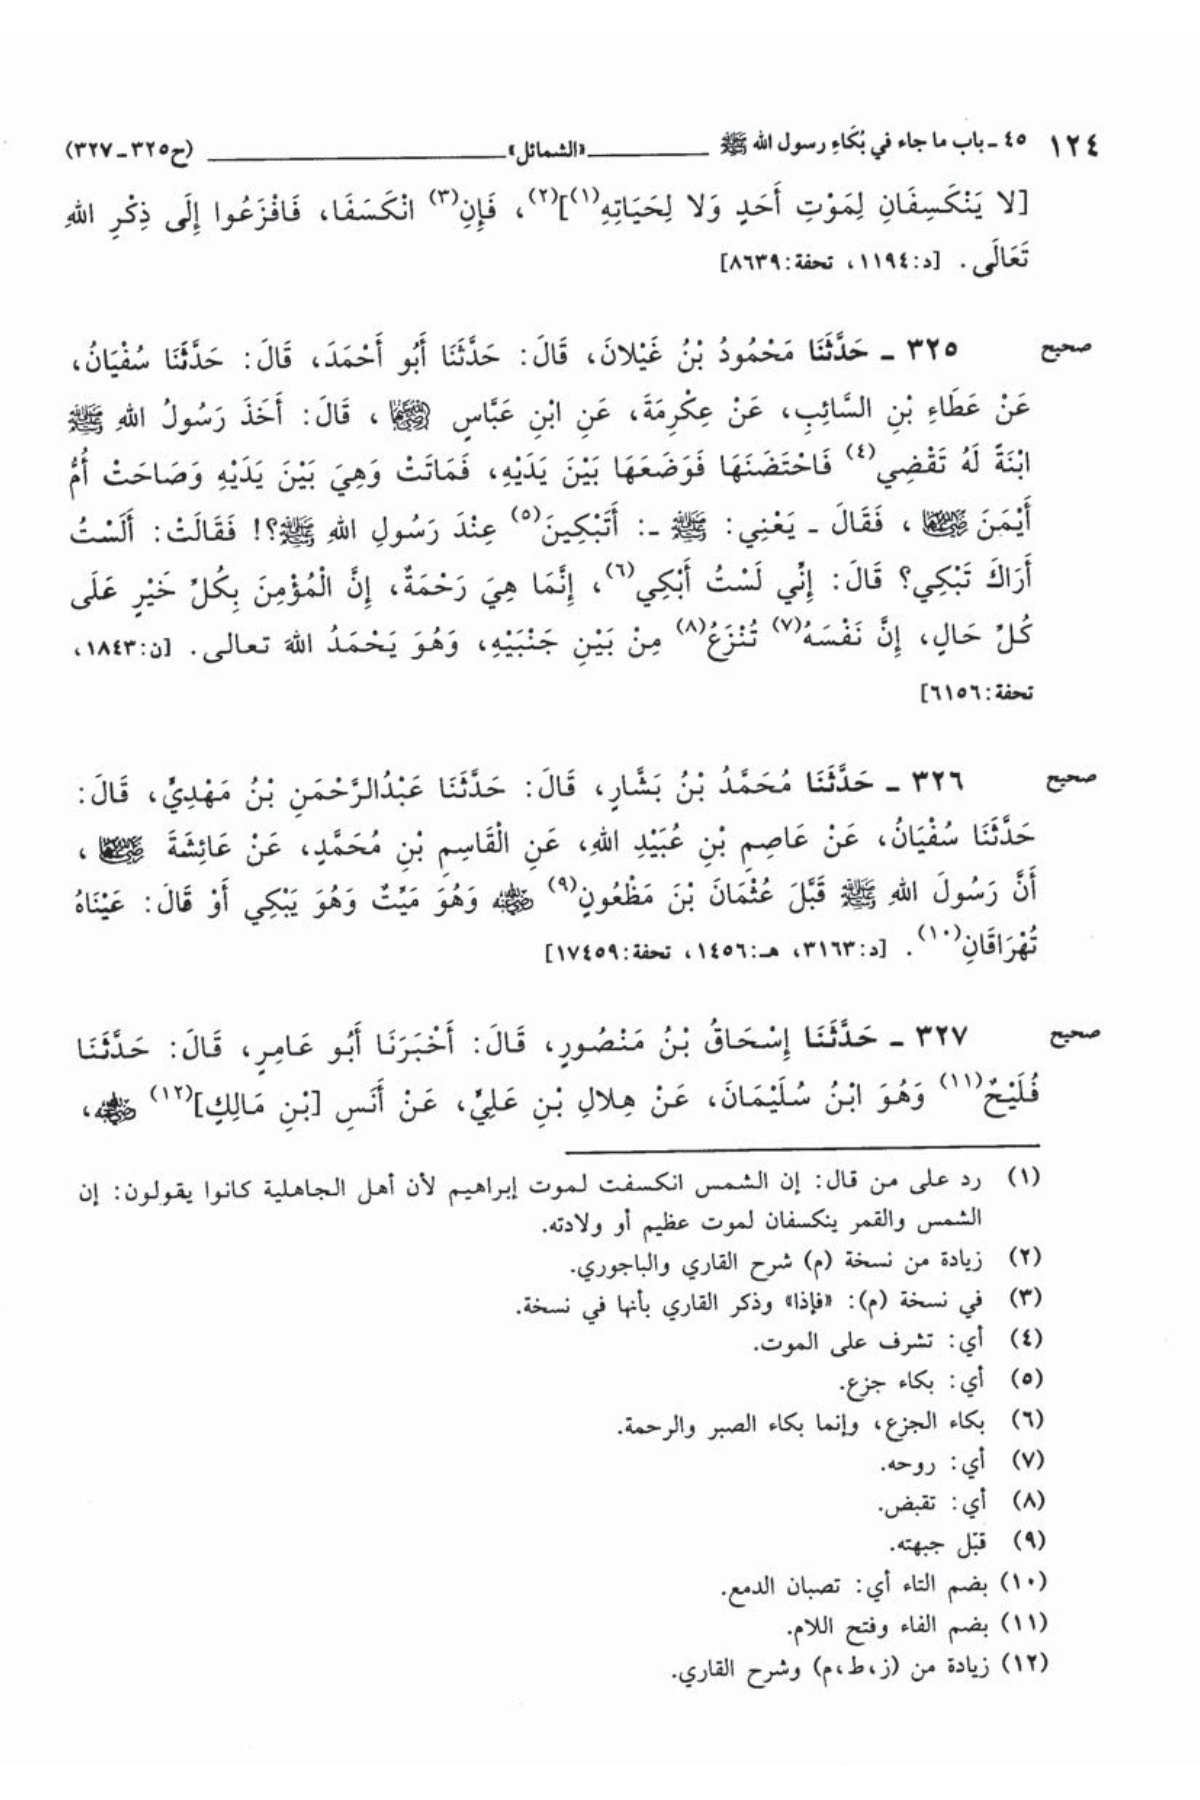 ١٢٤ ٤٥ ـ باب ما جاء في بُكَاءِ رسول الله ﷺ ــــــ «الشمائل» ــــــ (ح٣٢٥ـ٣٢٧)
[لا يَنْكَسِفَانِ لِمَوْتِ أَحَدٍ وَلا لِحَيَاتِهِ(١)](٢)، فَإِنِ(٣) انْكَسَفَا، فَافْزَعُوا إِلَى ذِكْرِ اللهِ
تَعَالَى. [د:١١٩٤، تحفة:٨٦٣٩]
صحيح ٣٢٥ ـ حَدَّثَنَا مَحْمُودُ بْنُ غَيْلانَ، قَالَ: حَدَّثَنَا أَبُو أَحْمَدَ، قَالَ: حَدَّثَنَا سُفْيَانُ،
عَنْ عَطَاءِ بْنِ السَّائِبِ، عَنْ عِكْرِمَةَ، عَنِ ابْنِ عَبَّاسٍ رضي الله عنهما، قَالَ: أَخَذَ رَسُولُ اللهِ ﷺ
ابْنَةً لَهُ تَقْضِي(٤) فَاحْتَضَنَهَا فَوَضَعَهَا بَيْنَ يَدَيْهِ، فَمَاتَتْ وَهِيَ بَيْنَ يَدَيْهِ وَصَاحَتْ أُمُّ
أَيْمَنَ رضي الله عنها، فَقَالَ ـ يَعْنِي: ﷺ ـ: أَتَبْكِينَ(٥) عِنْدَ رَسُولِ اللهِ ﷺ؟! فَقَالَتْ: أَلَسْتُ
أَرَاكَ تَبْكِي؟ قَالَ: إِنِّي لَسْتُ أَبْكِي(٦)، إِنَّمَا هِيَ رَحْمَةٌ، إِنَّ الْمُؤْمِنَ بِكُلِّ خَيْرٍ عَلَى
كُلِّ حَالٍ، إِنَّ نَفْسَهُ(٧) تُنْزَعُ(٨) مِنْ بَيْنِ جَنْبَيْهِ، وَهُوَ يَحْمَدُ اللهَ تعالى. [ن:١٨٤٣،
تحفة:٦١٥٦]
صحيح ٣٢٦ ـ حَدَّثَنَا مُحَمَّدُ بْنُ بَشَّارٍ، قَالَ: حَدَّثَنَا عَبْدُالرَّحْمَنِ بْنُ مَهْدِيٍّ، قَالَ:
حَدَّثَنَا سُفْيَانُ، عَنْ عَاصِمِ بْنِ عُبَيْدِ اللهِ، عَنِ الْقَاسِمِ بْنِ مُحَمَّدٍ، عَنْ عَائِشَةَ رضي الله عنها،
أَنَّ رَسُولَ اللهِ ﷺ قَبَّلَ عُثْمَانَ بْنَ مَظْعُونٍ(٩) رضي الله عنه وَهُوَ مَيِّتٌ وَهُوَ يَبْكِي أَوْ قَالَ: عَيْنَاهُ
تُهْرَاقَانِ(١٠). [د:٣١٦٣، هـ:١٤٥٦، تحفة:١٧٤٥٩]
صحيح ٣٢٧ ـ حَدَّثَنَا إِسْحَاقُ بْنُ مَنْصُورٍ، قَالَ: أَخْبَرَنَا أَبُو عَامِرٍ، قَالَ: حَدَّثَنَا
فُلَيْحٌ(١١) وَهُوَ ابْنُ سُلَيْمَانَ، عَنْ هِلالِ بْنِ عَلِيٍّ، عَنْ أَنَسِ [بْنِ مَالِكٍ](١٢) رضي الله عنه،
(١) رد على من قال: إن الشمس انكسفت لموت إبراهيم لأن أهل الجاهلية كانوا يقولون: إن
الشمس والقمر ينكسفان لموت عظيم أو ولادته.
(٢) زيادة من نسخة (م) شرح القاري والباجوري.
(٣) في نسخة (م): «فإذا» وذكر القاري بأنها في نسخة.
(٤) أي: تشرف على الموت.
(٥) أي: بكاء جزع.
(٦) بكاء الجزع، وإنما بكاء الصبر والرحمة.
(٧) أي: روحه.
(٨) أي: تقبض.
(٩) قبّل جبهته.
(١٠) بضم التاء أي: تصبان الدمع.
(١١) بضم الفاء وفتح اللام.
(١٢) زيادة من (ز،ط،م) وشرح القاري.